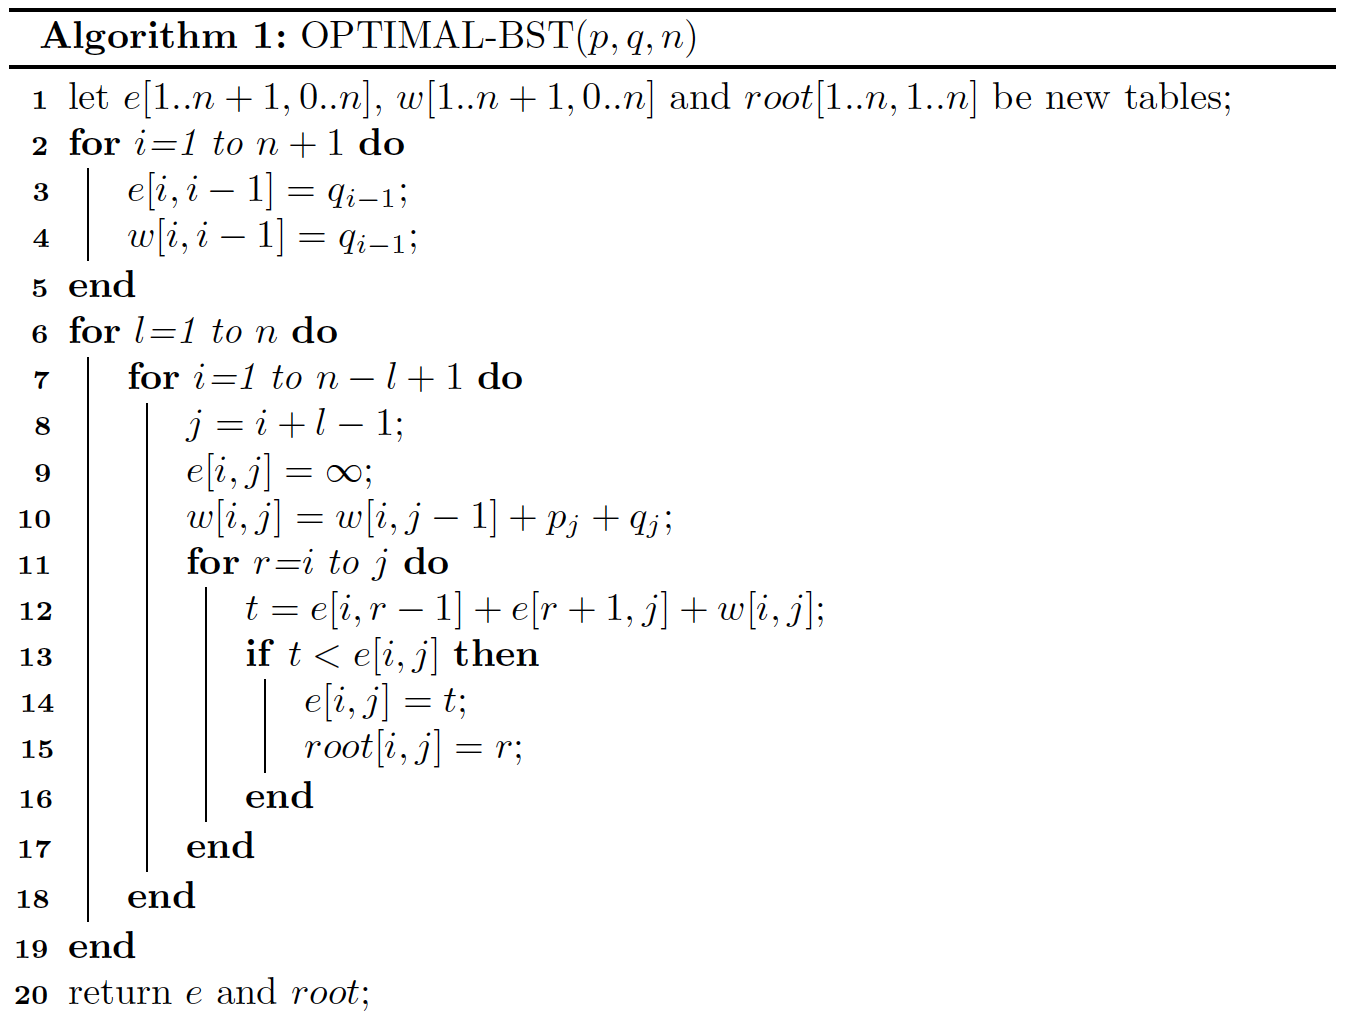 Algorithm 1: OPTIMAL-BST(p, q, n)
1 let e[1..n + 1, 0..n], w[1..n + 1, 0..n] and root[1..n, 1..n] be new tables;
2 for i=1 to n + 1 do
3 e[i, i − 1] = q_{i−1};
4 w[i, i − 1] = q_{i−1};
5 end
6 for l=1 to n do
7 for i=1 to n − l + 1 do
8 j = i + l − 1;
9 e[i, j] = ∞;
10 w[i, j] = w[i, j − 1] + p_j + q_j;
11 for r=i to j do
12 t = e[i, r − 1] + e[r + 1, j] + w[i, j];
13 if t < e[i, j] then
14 e[i, j] = t;
15 root[i, j] = r;
16 end
17 end
18 end
19 end
20 return e and root;